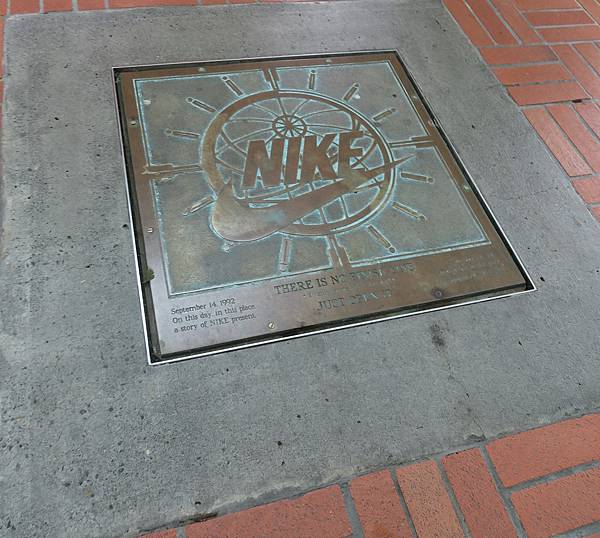 NIKE
THERE IS NO FINISH LINE
JUST DO IT
September 14, 1992
On this day...in this place
a story of NIKE present.